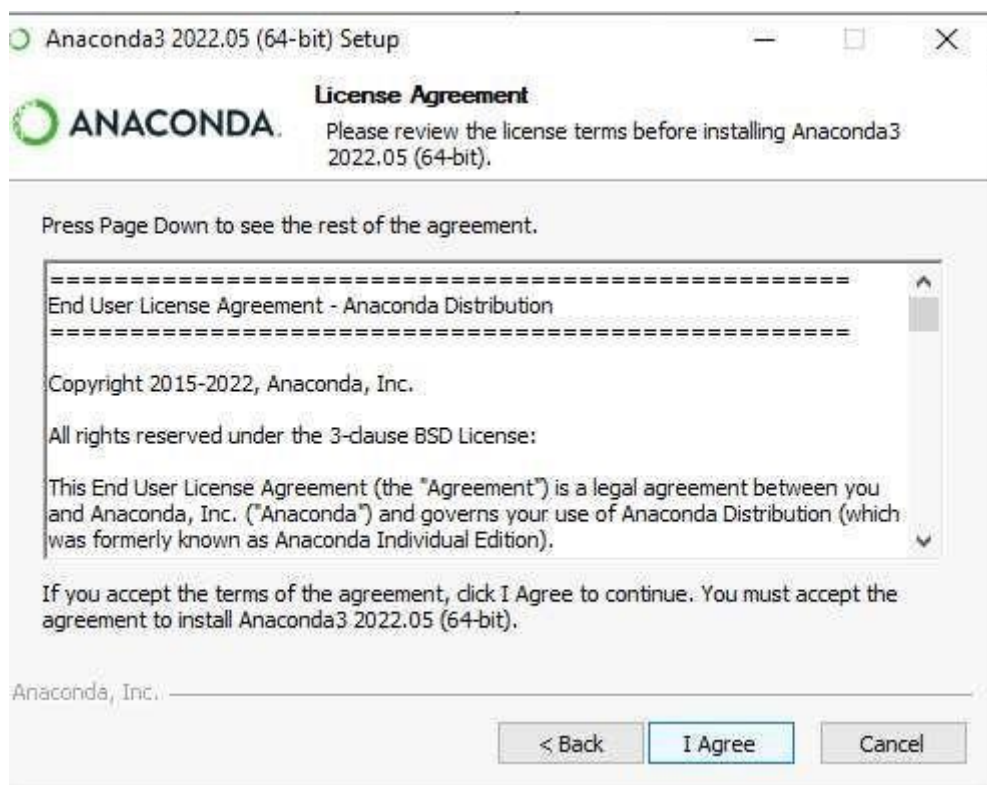 Anaconda3 2022.05 (64-bit) Setup
ANACONDA.
License Agreement
Please review the license terms before installing Anaconda3
2022.05 (64-bit).
Press Page Down to see the rest of the agreement.
==================================================
End User License Agreement - Anaconda Distribution
==================================================
Copyright 2015-2022, Anaconda, Inc.
All rights reserved under the 3-clause BSD License:
This End User License Agreement (the "Agreement") is a legal agreement between you
and Anaconda, Inc. ("Anaconda") and governs your use of Anaconda Distribution (which
was formerly known as Anaconda Individual Edition).
If you accept the terms of the agreement, click I Agree to continue. You must accept the
agreement to install Anaconda3 2022.05 (64-bit).
Anaconda, Inc.
< Back
I Agree
Cancel